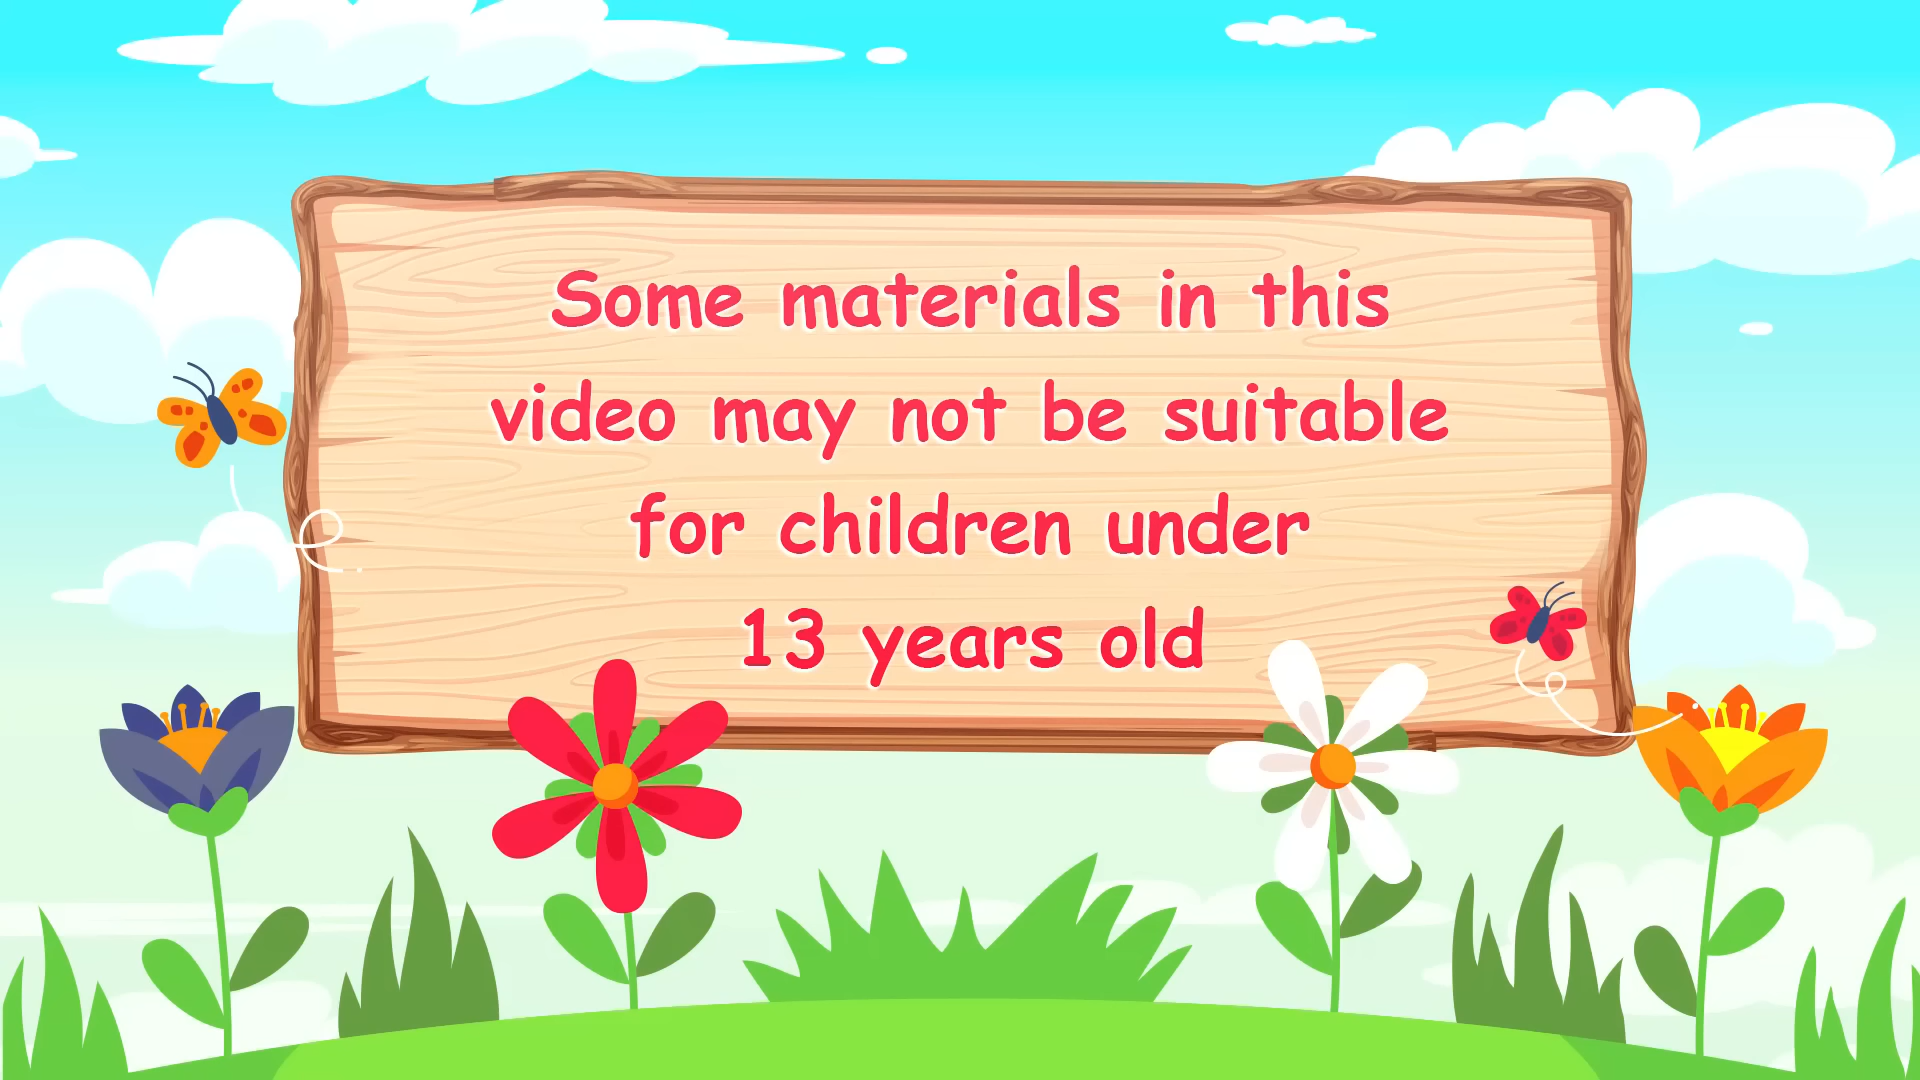 Some materials in this
video may not be suitable
for children under
13 years old